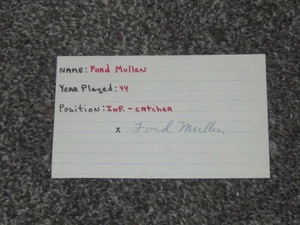 Name: Ford Mullen
Year Played: 44
Position: Inf. - catcher
x Ford Mullen